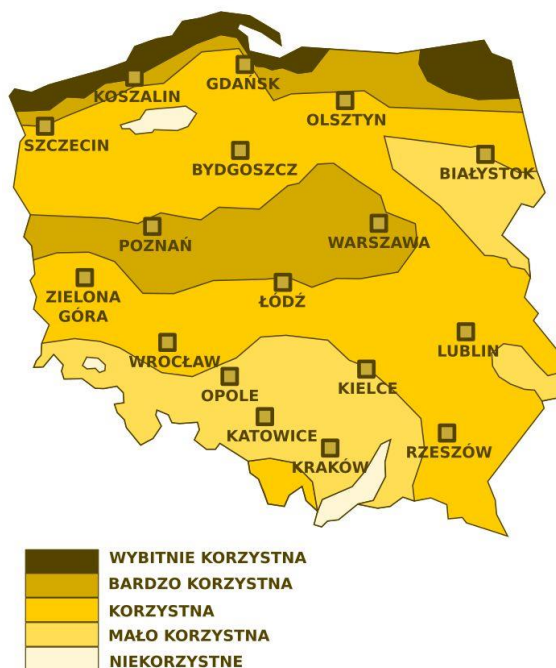 KOSZALIN
GDAŃSK
OLSZTYN
SZCZECIN
BYDGOSZCZ
BIAŁYSTOK
POZNAŃ
WARSZAWA
ZIELONA
GÓRA
ŁÓDŹ
WROCŁAW
LUBLIN
OPOLE
KIELCE
KATOWICE
KRAKÓW
RZESZÓW
WYBITNIE KORZYSTNA
BARDZO KORZYSTNA
KORZYSTNA
MAŁO KORZYSTNA
NIEKORZYSTNE